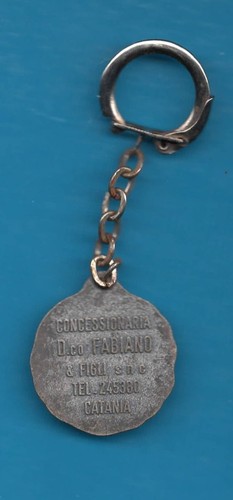 CONCESSIONARIA
D.co FABIANO
& FIGLI s n c
TEL. 245380
CATANIA